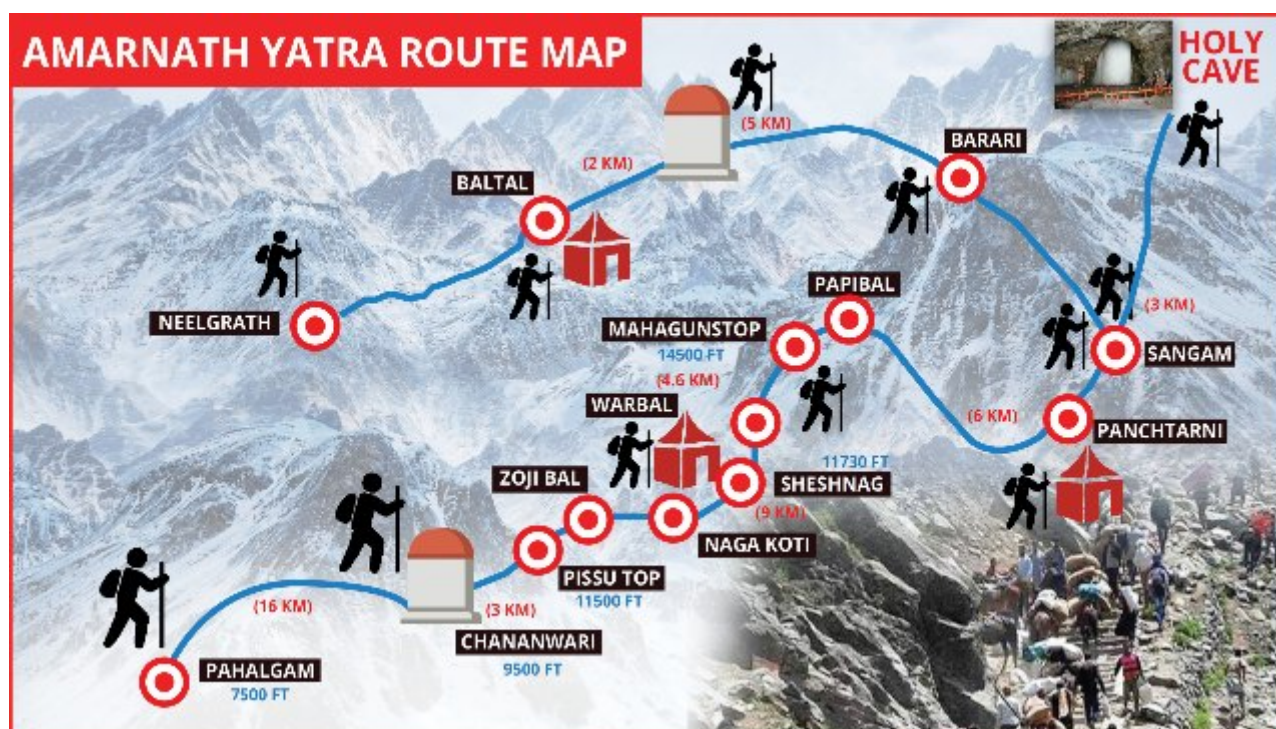 AMARNATH YATRA ROUTE MAP
HOLY
CAVE
(5 KM)
BARARI
(2 KM)
BALTAL
NEELGRATH
PAPIBAL
MAHAGUNSTOP
14500 FT
(3 KM)
SANGAM
(4.6 KM)
WARBAL
(6 KM)
PANCHTARNI
11730 FT
ZOJI BAL
SHESHNAG
(9 KM)
NAGA KOTI
PISSU TOP
11500 FT
(16 KM)
(3 KM)
CHANANWARI
9500 FT
PAHALGAM
7500 FT